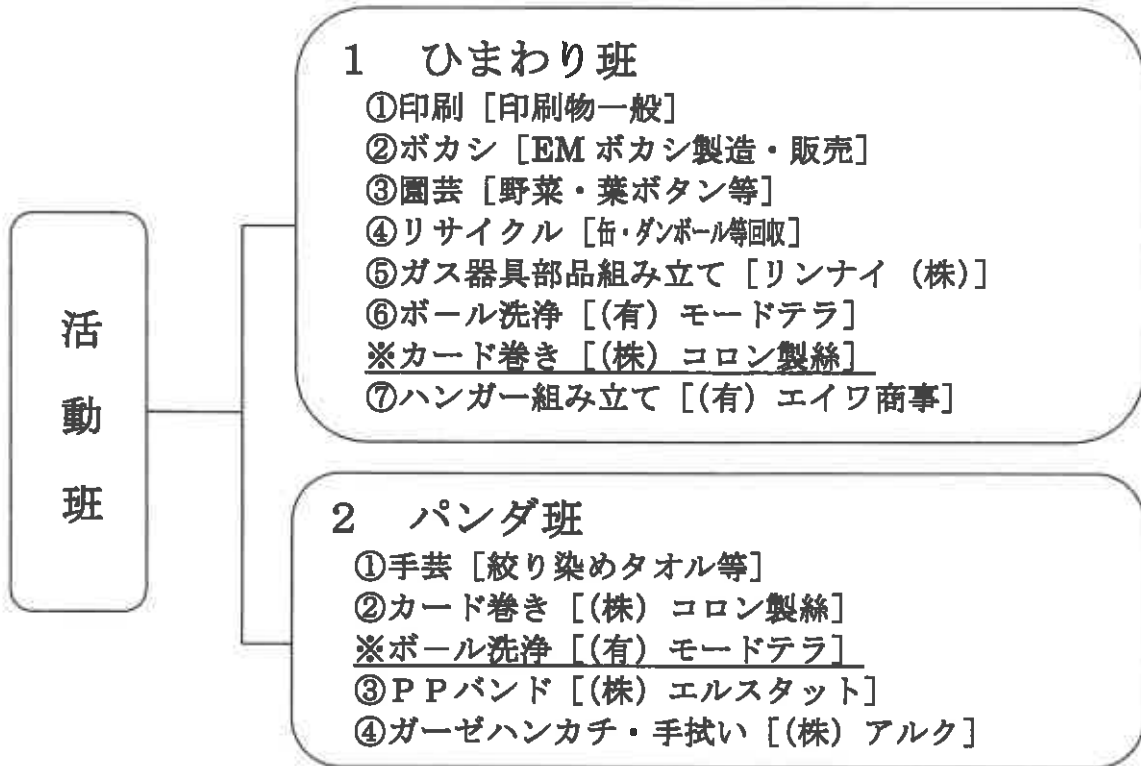 活動班
1 ひまわり班
①印刷［印刷物一般］
②ボカシ［EMボカシ製造・販売］
③園芸［野菜・葉ボタン等］
④リサイクル［缶・ダンボール等回収］
⑤ガス器具部品組み立て［リンナイ（株）］
⑥ボール洗浄［(有）モードテラ］
※カード巻き［(株）コロン製絲］
⑦ハンガー組み立て［(有）エイワ商事］
2 パンダ班
①手芸［絞り染めタオル等］
②カード巻き［(株）コロン製絲］
※ボール洗浄［(有）モードテラ］
③ＰＰバンド［(株）エルスタット］
④ガーゼハンカチ・手拭い［(株）アルク］